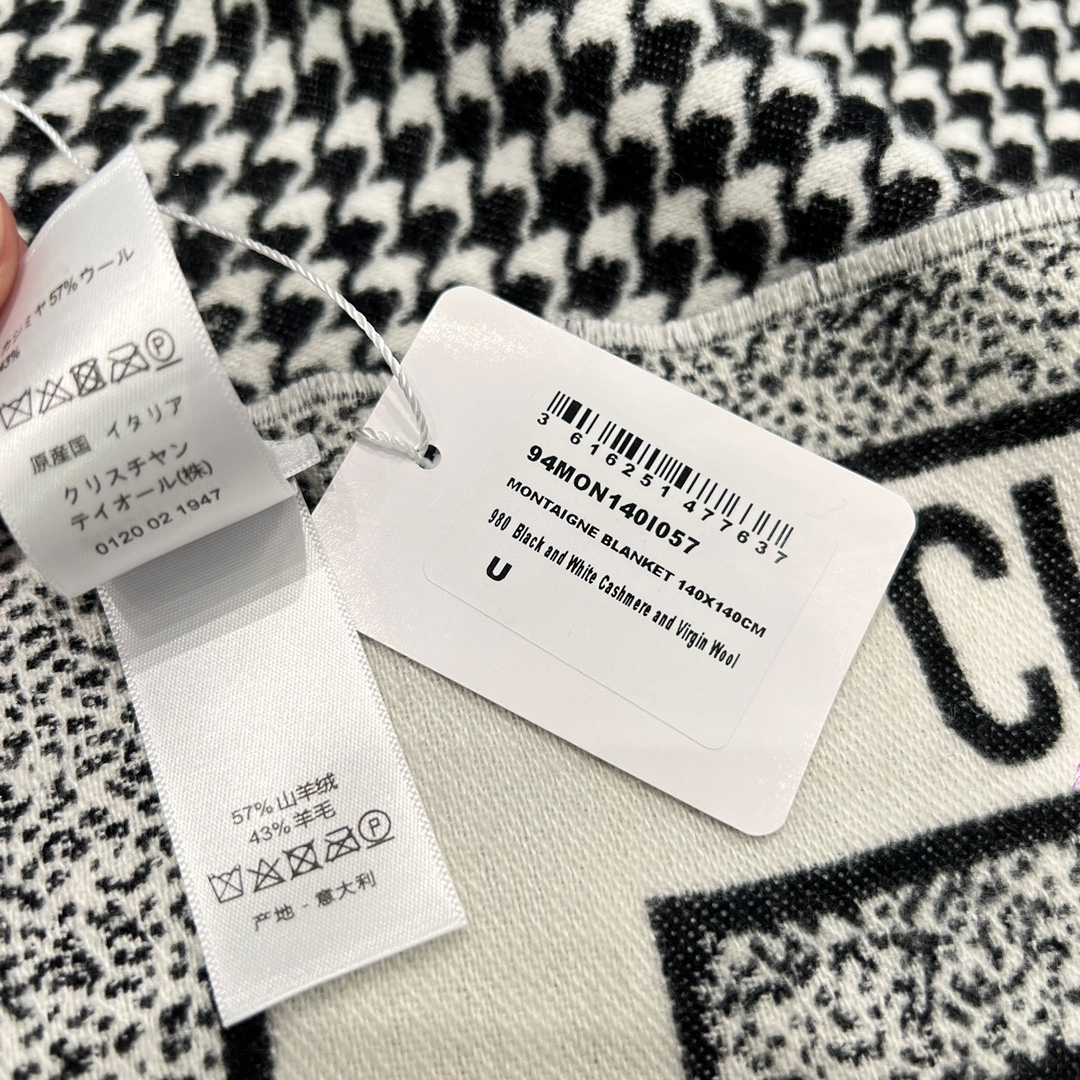 カシミヤ 57% ウール
43%
P
原産国 イタリア
クリスチャン
ディオール(株)
0120 02 1947
3 616251 477637
94MON140I057
MONTAIGNE BLANKET 140X140CM
980 Black and White Cashmere and Virgin Wool
U
57% 山羊绒
43% 羊毛
P
产地 - 意大利